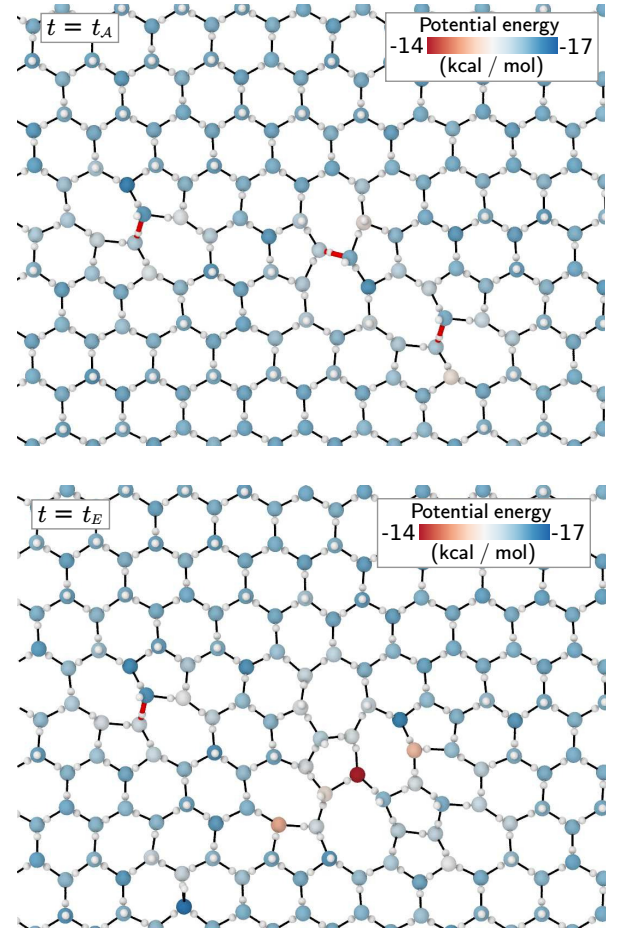 t = t_A
Potential energy
-14 -17
(kcal / mol)
t = t_E
Potential energy
-14 -17
(kcal / mol)